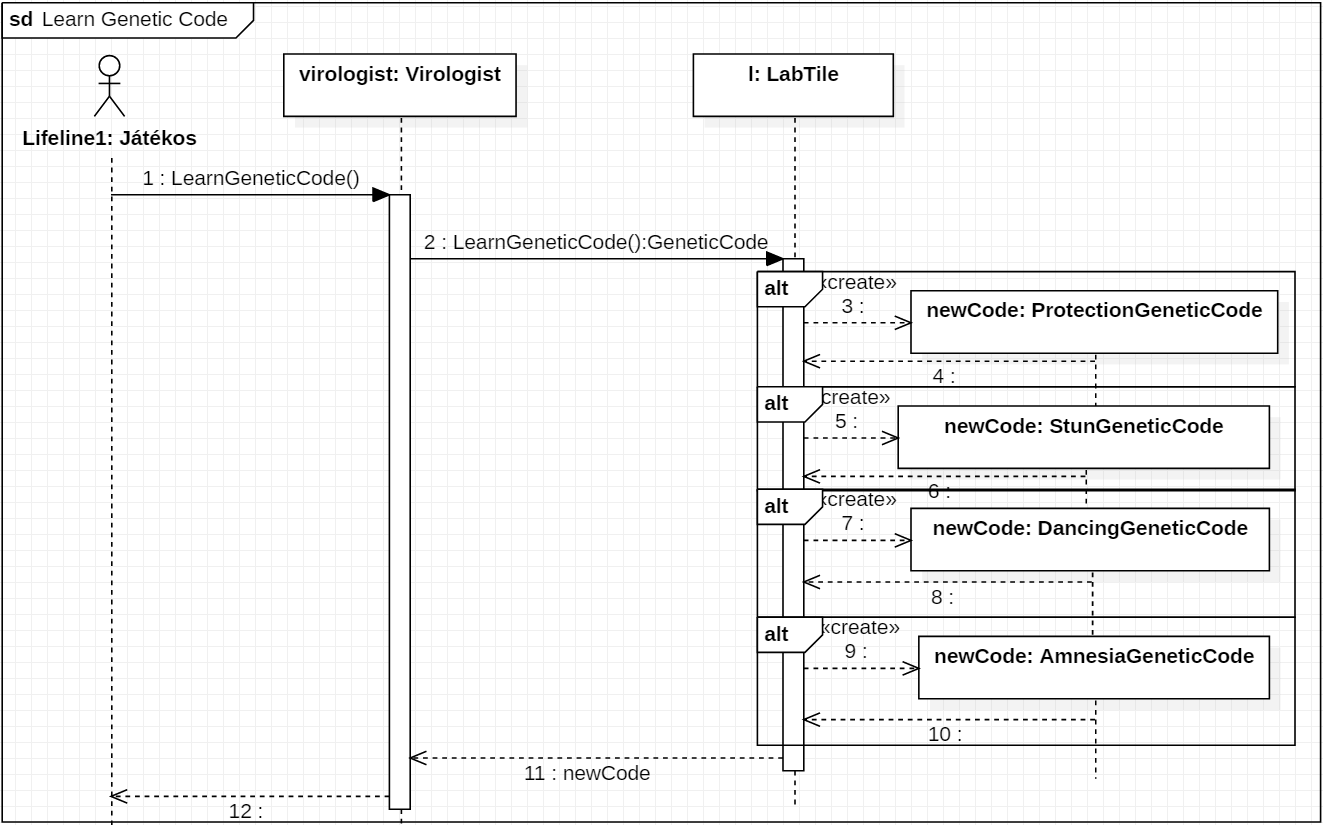 sd Learn Genetic Code
virologist: Virologist
l: LabTile
Lifeline1: Játékos
1 : LearnGeneticCode()
2 : LearnGeneticCode():GeneticCode
alt
«create»
3 :
newCode: ProtectionGeneticCode
4 :
alt
«create»
5 :
newCode: StunGeneticCode
6 :
alt
«create»
7 :
newCode: DancingGeneticCode
8 :
alt
«create»
9 :
newCode: AmnesiaGeneticCode
10 :
11 : newCode
12 :